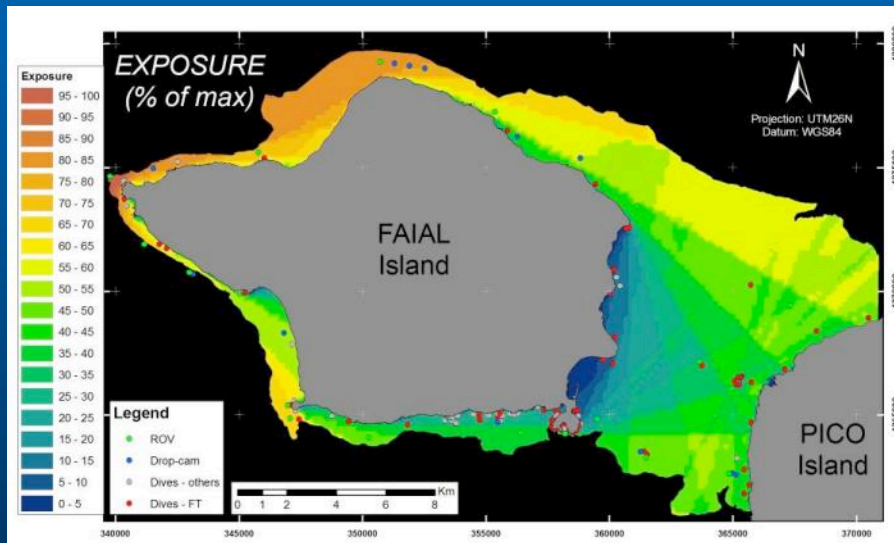 EXPOSURE
(% of max)
N
Projection: UTM26N
Datum: WGS84
Exposure
95 - 100
90 - 95
85 - 90
80 - 85
75 - 80
70 - 75
65 - 70
60 - 65
55 - 60
50 - 55
45 - 50
40 - 45
35 - 40
30 - 35
25 - 30
20 - 25
15 - 20
10 - 15
5 - 10
0 - 5
FAIAL
Island
PICO
Island
Legend
ROV
Drop-cam
Dives - others
Dives - FT
Km
0 1 2 4 6 8
340000 345000 350000 355000 360000 365000 370000